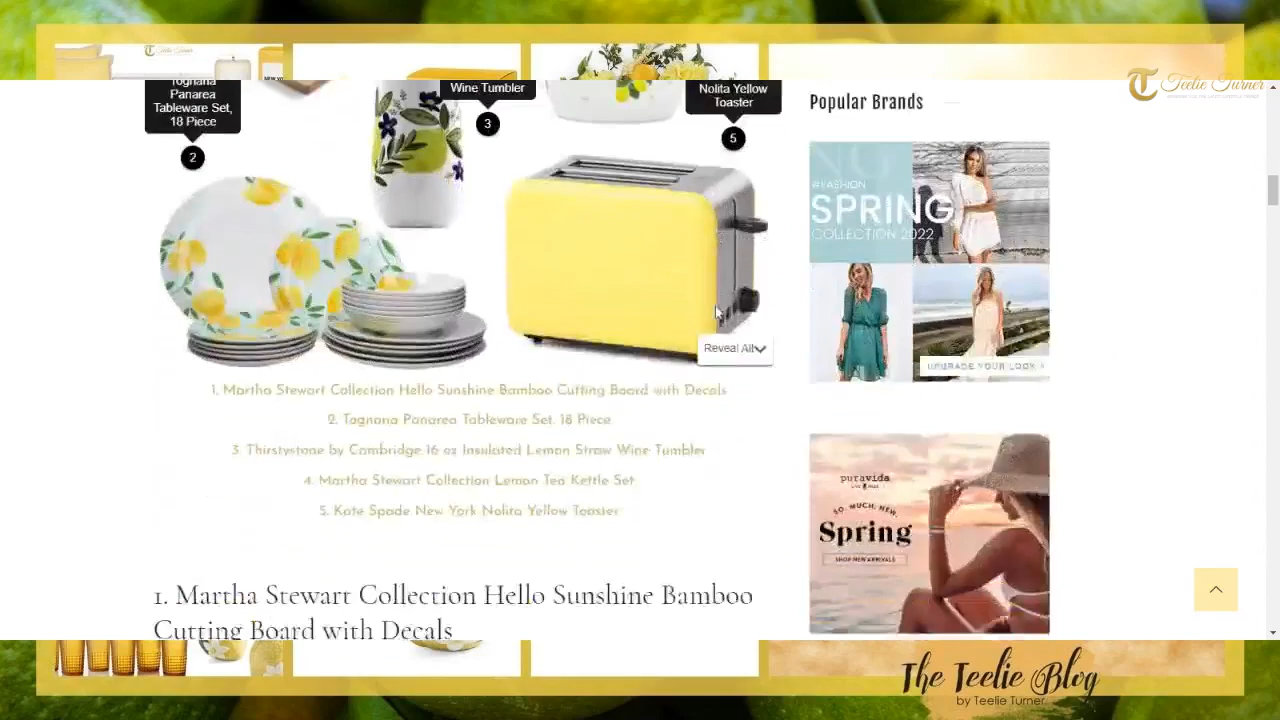 Teelie Turner
Tognana
Panarea
Tableware Set,
18 Piece
2
Wine Tumbler
3
Nolita Yellow
Toaster
5
Reveal All
1. Martha Stewart Collection Hello Sunshine Bamboo Cutting Board with Decals
2. Tognana Panarea Tableware Set, 18 Piece
3. Thirstystone by Cambridge 16 oz Insulated Lemon Straw Wine Tumbler
4. Martha Stewart Collection Lemon Tea Kettle Set
5. Kate Spade New York Nolita Yellow Toaster
1. Martha Stewart Collection Hello Sunshine Bamboo
Cutting Board with Decals
Popular Brands
Teelie Turner
#FASHION
SPRING
COLLECTION 2022
UPGRADE YOUR LOOK
puravida
SO. MUCH. NEW.
Spring
SHOP NEW ARRIVALS
The Teelie Blog
by Teelie Turner